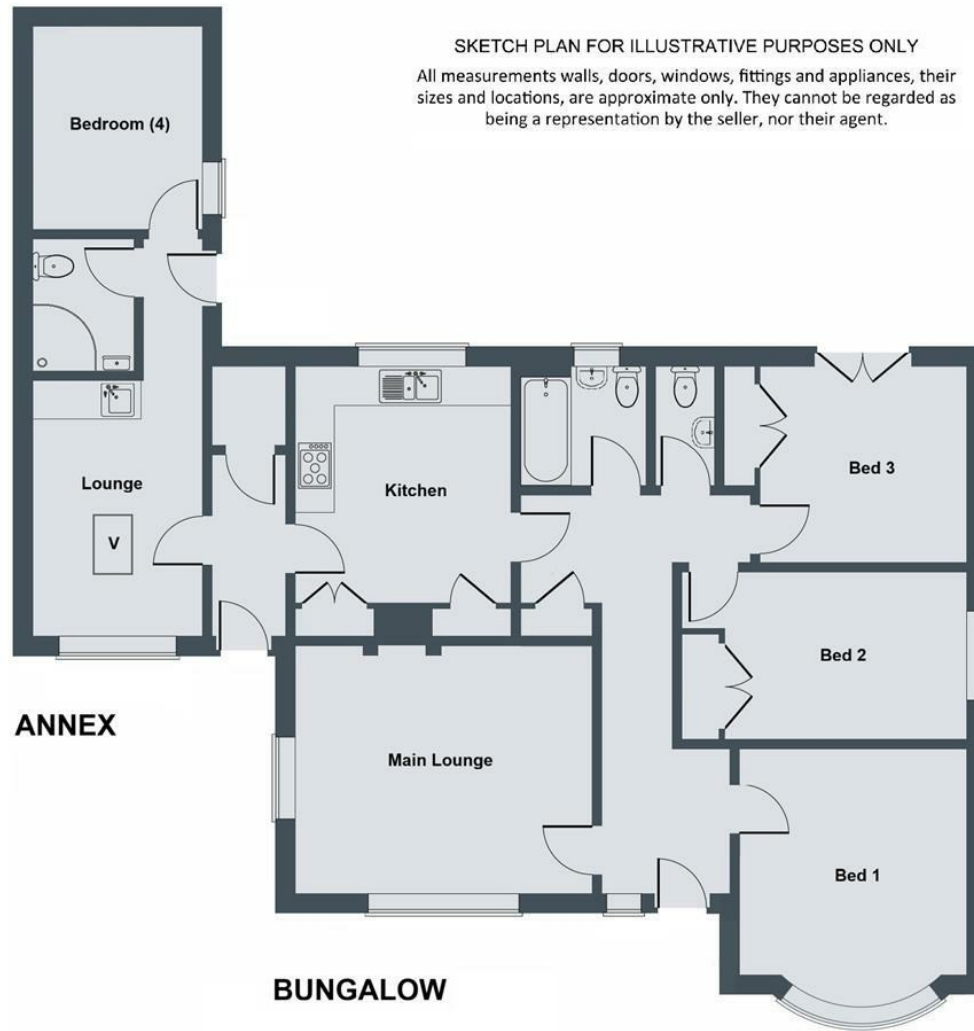 SKETCH PLAN FOR ILLUSTRATIVE PURPOSES ONLY
All measurements walls, doors, windows, fittings and appliances, their
sizes and locations, are approximate only. They cannot be regarded as
being a representation by the seller, nor their agent.
Bedroom (4)
Lounge
V
Kitchen
Bed 3
Bed 2
ANNEX
Main Lounge
Bed 1
BUNGALOW